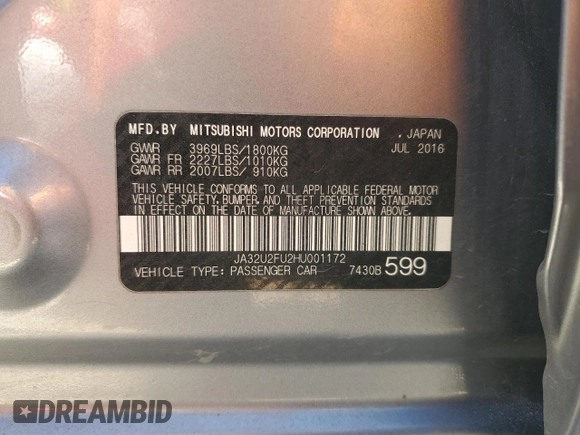 MFD.BY MITSUBISHI MOTORS CORPORATION , JAPAN
GVWR 3969LBS/1800KG JUL 2016
GAWR FR 2227LBS/1010KG
GAWR RR 2007LBS/ 910KG
THIS VEHICLE CONFORMS TO ALL APPLICABLE FEDERAL MOTOR
VEHICLE SAFETY, BUMPER, AND THEFT PREVENTION STANDARDS
IN EFFECT ON THE DATE OF MANUFACTURE SHOWN ABOVE.
JA32U2FU2HU001172
VEHICLE TYPE: PASSENGER CAR 7430B 599
DREAMBID